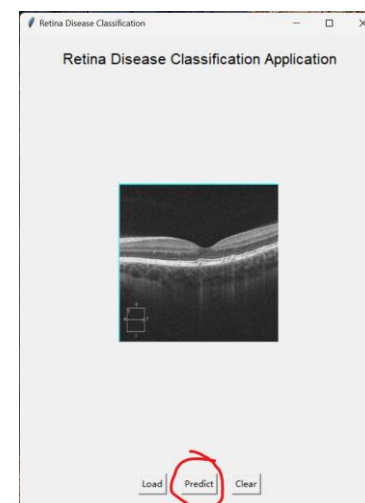 Retina Disease Classification
Retina Disease Classification Application
Load Predict Clear